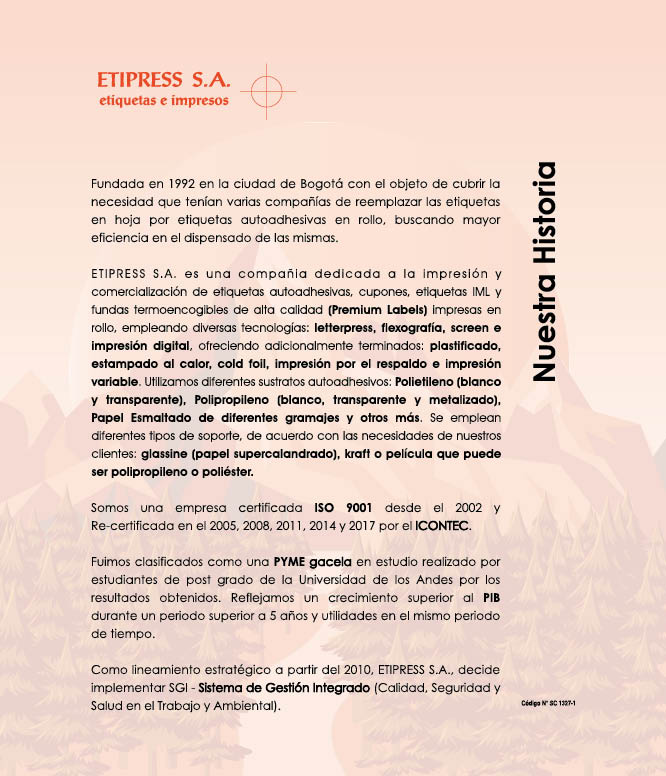 ETIPRESS S.A.
etiquetas e impresos
Nuestra Historia
Fundada en 1992 en la ciudad de Bogotá con el objeto de cubrir la
necesidad que tenían varias compañías de reemplazar las etiquetas
en hoja por etiquetas autoadhesivas en rollo, buscando mayor
eficiencia en el dispensado de las mismas.
ETIPRESS S.A. es una compañia dedicada a la impresión y
comercialización de etiquetas autoadhesivas, cupones, etiquetas IML y
fundas termoencogibles de alta calidad (Premium Labels) impresas en
rollo, empleando diversas tecnologías: letterpress, flexografía, screen e
impresión digital, ofreciendo adicionalmente terminados: plastificado,
estampado al calor, cold foil, impresión por el respaldo e impresión
variable. Utilizamos diferentes sustratos autoadhesivos: Polietileno (blanco
y transparente), Polipropileno (blanco, transparente y metalizado),
Papel Esmaltado de diferentes gramajes y otros más. Se emplean
diferentes tipos de soporte, de acuerdo con las necesidades de nuestros
clientes: glassine (papel supercalandrado), kraft o película que puede
ser polipropileno o poliéster.
Somos una empresa certificada ISO 9001 desde el 2002 y
Re-certificada en el 2005, 2008, 2011, 2014 y 2017 por el ICONTEC.
Fuimos clasificados como una PYME gacela en estudio realizado por
estudiantes de post grado de la Universidad de los Andes por los
resultados obtenidos. Reflejamos un crecimiento superior al PIB
durante un periodo superior a 5 años y utilidades en el mismo periodo
de tiempo.
Como lineamiento estratégico a partir del 2010, ETIPRESS S.A., decide
implementar SGI - Sistema de Gestión Integrado (Calidad, Seguridad y
Salud en el Trabajo y Ambiental).
Código N° SC 1327-1